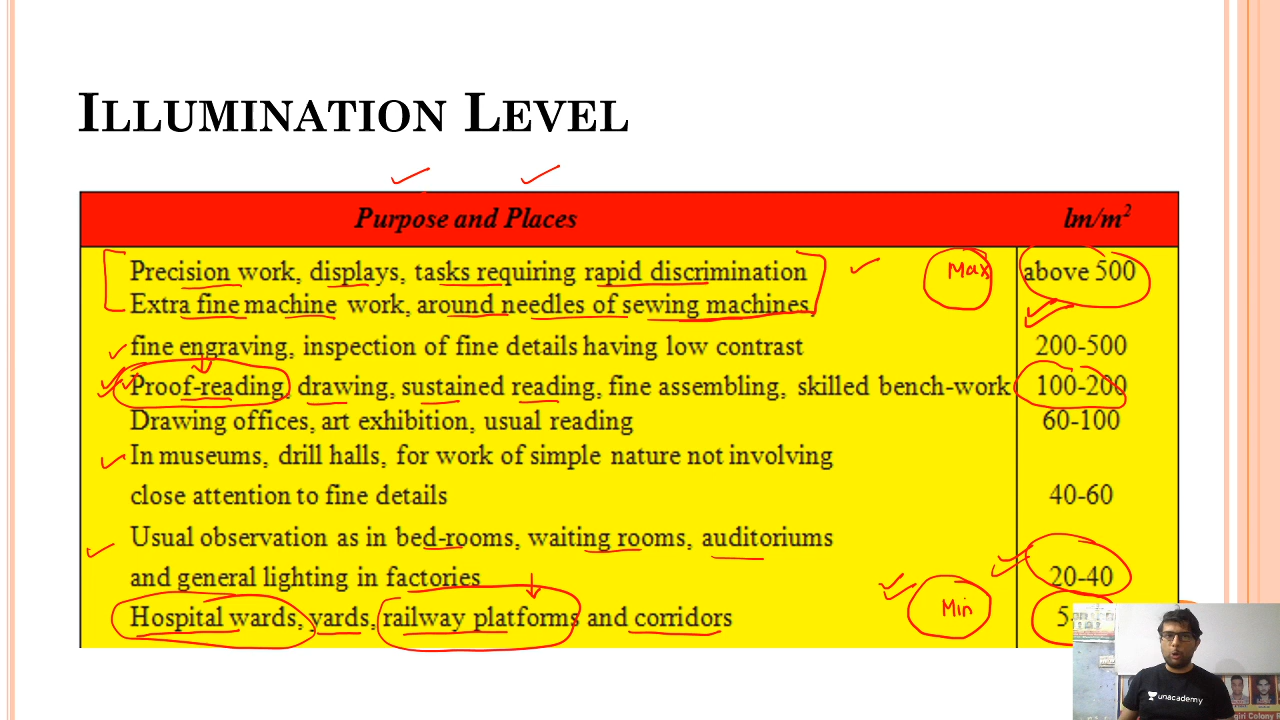 ILLUMINATION LEVEL
Purpose and Places lm/m²
Precision work, displays, tasks requiring rapid discrimination Max above 500
Extra fine machine work, around needles of sewing machines
fine engraving, inspection of fine details having low contrast 200-500
Proof-reading, drawing, sustained reading, fine assembling, skilled bench-work 100-200
Drawing offices, art exhibition, usual reading 60-100
In museums, drill halls, for work of simple nature not involving
close attention to fine details 40-60
Usual observation as in bed-rooms, waiting rooms, auditoriums
and general lighting in factories 20-40
Hospital wards, yards, railway platforms and corridors Min 5
unacademy
giri Colony